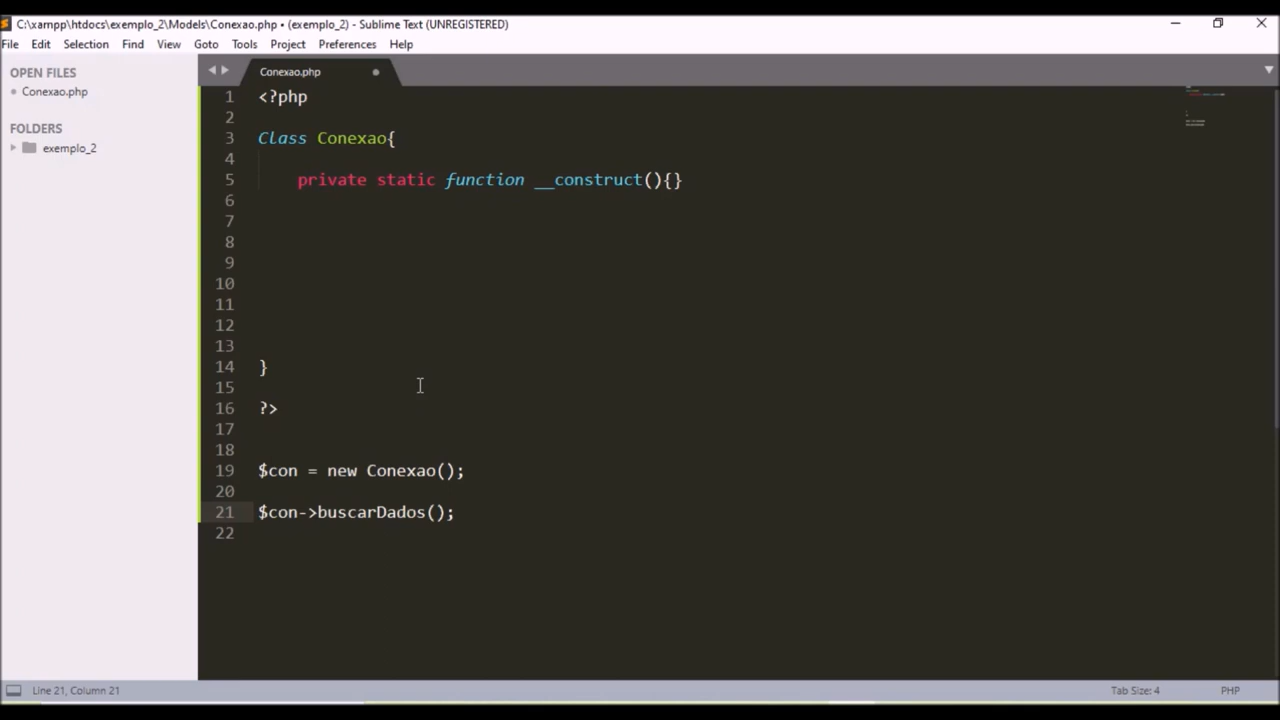 C:\xampp\htdocs\exemplo_2\Models\Conexao.php • (exemplo_2) - Sublime Text (UNREGISTERED)
File Edit Selection Find View Goto Tools Project Preferences Help
OPEN FILES
Conexao.php
FOLDERS
exemplo_2
Conexao.php
1 <?php
2
3 Class Conexao{
4
5 private static function __construct(){}
6
7
8
9
10
11
12
13
14 }
15
16 ?>
17
18
19 $con = new Conexao();
20
21 $con->buscarDados();
22
Line 21, Column 21
Tab Size: 4
PHP